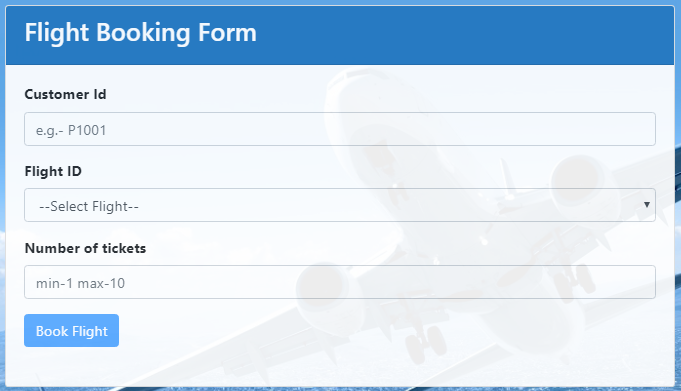 Flight Booking Form
Customer Id
e.g.- P1001
Flight ID
--Select Flight--
Number of tickets
min-1 max-10
Book Flight